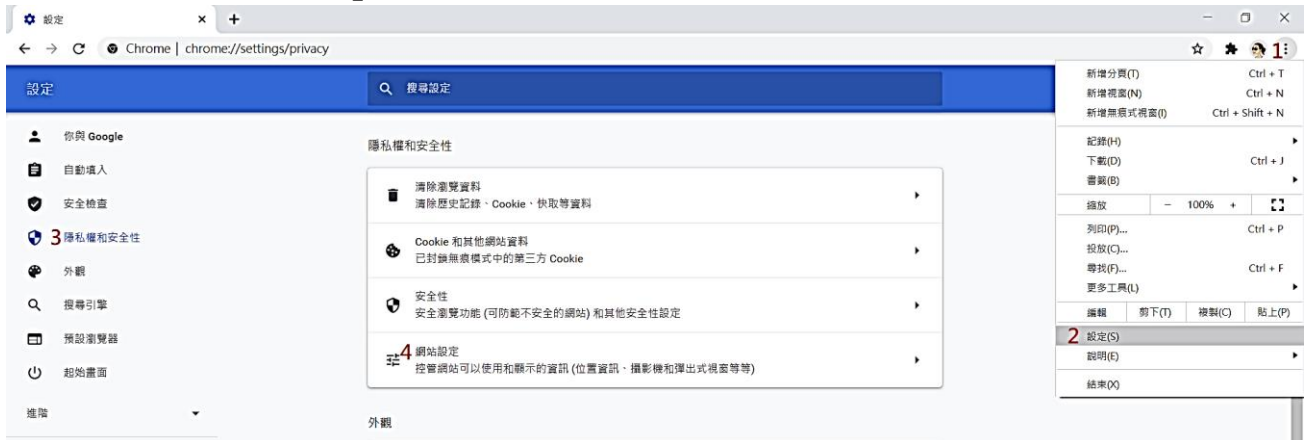 設定
Chrome | chrome://settings/privacy
1
設定
搜尋設定
你與 Google
自動填入
安全檢查
3 隱私權和安全性
外觀
搜尋引擎
預設瀏覽器
起始畫面
進階
隱私權和安全性
清除瀏覽資料
清除歷史記錄、Cookie、快取等資料
Cookie 和其他網站資料
已封鎖無痕模式中的第三方 Cookie
安全性
安全瀏覽功能 (可防範不安全的網站) 和其他安全性設定
4 網站設定
控管網站可以使用和顯示的資訊 (位置資訊、攝影機和彈出式視窗等等)
外觀
新增分頁(T) Ctrl + T
新增視窗(N) Ctrl + N
新增無痕式視窗(I) Ctrl + Shift + N
記錄(H)
下載(D) Ctrl + J
書籤(B)
縮放 − 100% +
列印(P)... Ctrl + P
投放(C)...
尋找(F)... Ctrl + F
更多工具(L)
編輯 剪下(T) 複製(C) 貼上(P)
2 設定(S)
說明(E)
結束(X)